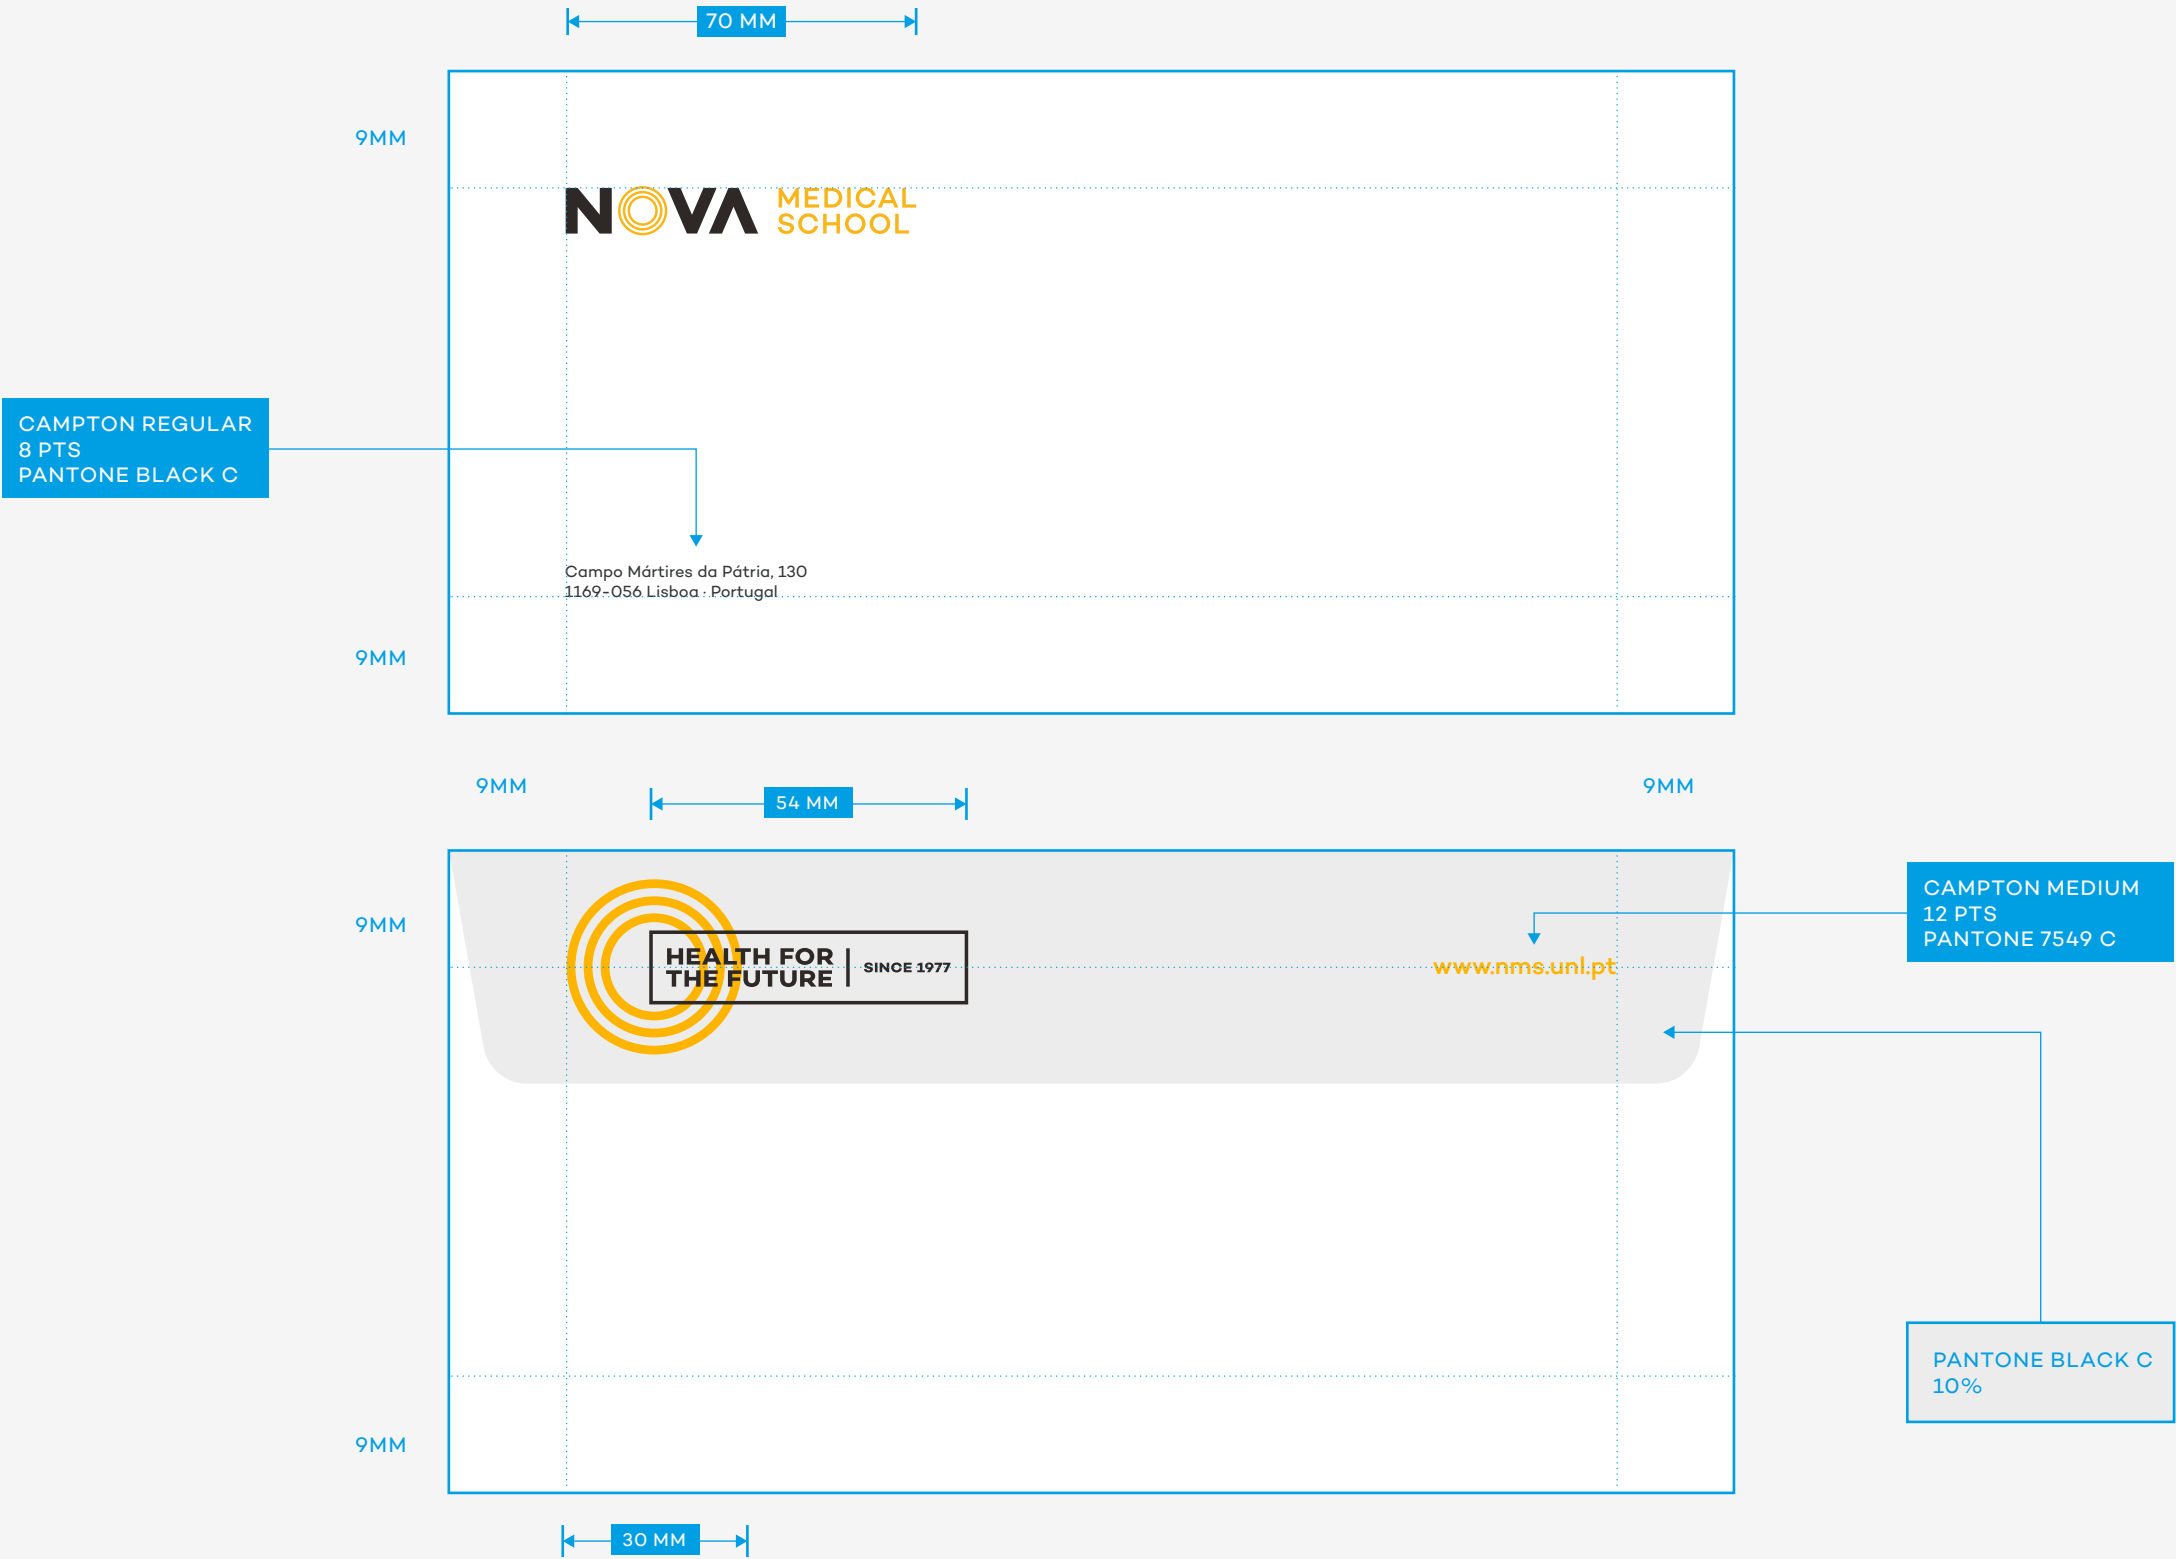 70 MM
9MM
NOVA MEDICAL
SCHOOL
CAMPTON REGULAR
8 PTS
PANTONE BLACK C
Campo Mártires da Pátria, 130
1169-056 Lisboa · Portugal
9MM
9MM
54 MM
9MM
CAMPTON MEDIUM
12 PTS
PANTONE 7549 C
9MM
HEALTH FOR
THE FUTURE
SINCE 1977
www.nms.unl.pt
PANTONE BLACK C
10%
9MM
30 MM